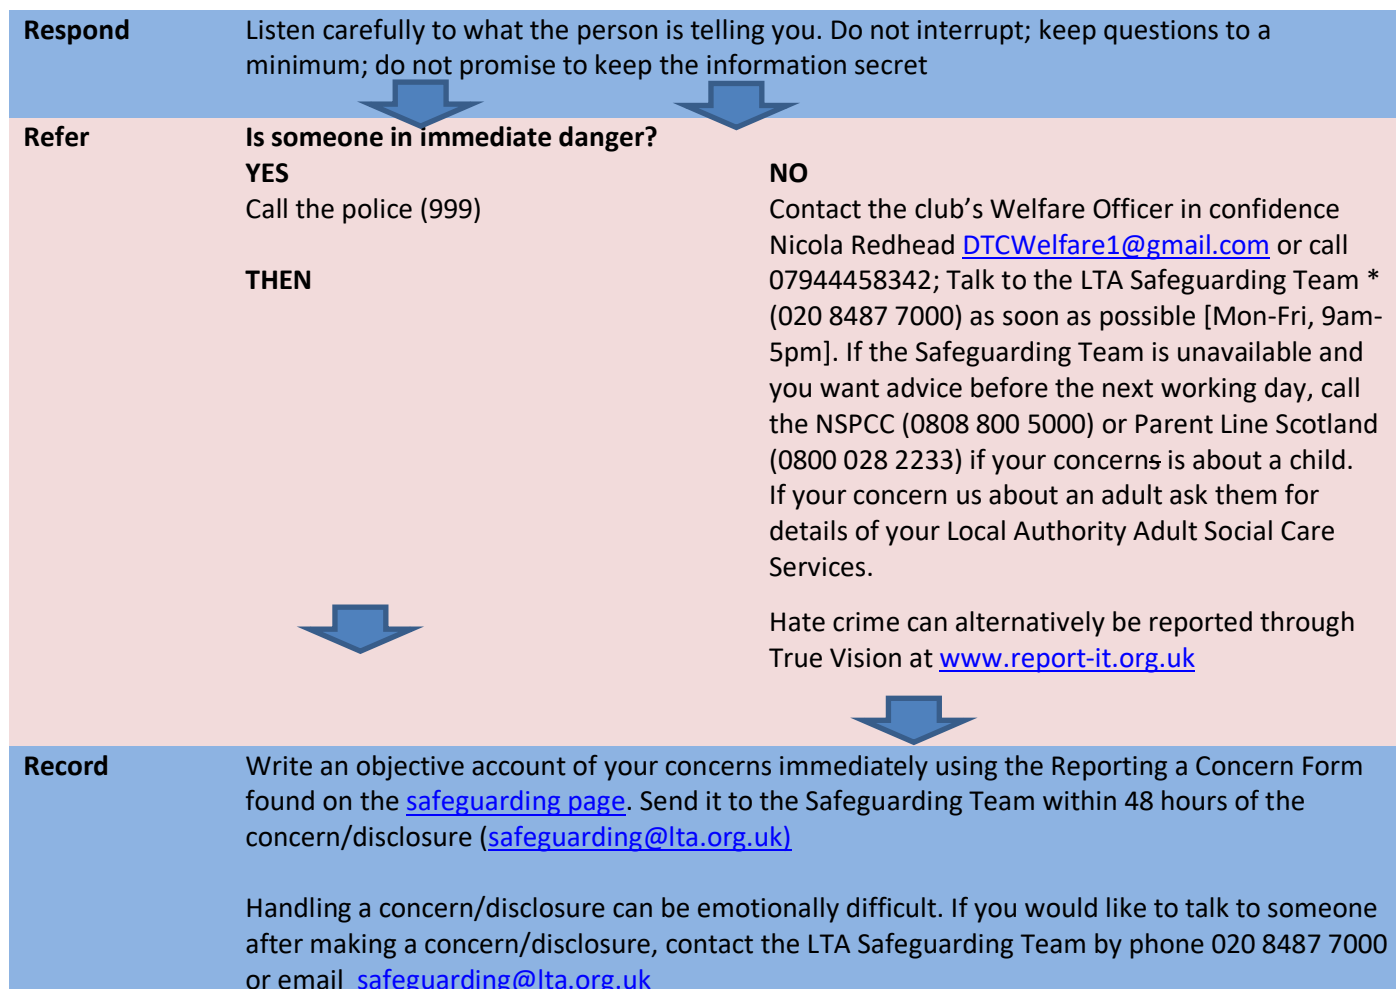 Respond
Listen carefully to what the person is telling you. Do not interrupt; keep questions to a
minimum; do not promise to keep the information secret
Refer
Is someone in immediate danger?
YES
Call the police (999)
THEN
NO
Contact the club’s Welfare Officer in confidence
Nicola Redhead DTCWelfare1@gmail.com or call
07944458342; Talk to the LTA Safeguarding Team *
(020 8487 7000) as soon as possible [Mon-Fri, 9am-
5pm]. If the Safeguarding Team is unavailable and
you want advice before the next working day, call
the NSPCC (0808 800 5000) or Parent Line Scotland
(0800 028 2233) if your concerns is about a child.
If your concern us about an adult ask them for
details of your Local Authority Adult Social Care
Services.
Hate crime can alternatively be reported through
True Vision at www.report-it.org.uk
Record
Write an objective account of your concerns immediately using the Reporting a Concern Form
found on the safeguarding page. Send it to the Safeguarding Team within 48 hours of the
concern/disclosure (safeguarding@lta.org.uk)
Handling a concern/disclosure can be emotionally difficult. If you would like to talk to someone
after making a concern/disclosure, contact the LTA Safeguarding Team by phone 020 8487 7000
or email safeguarding@lta.org.uk